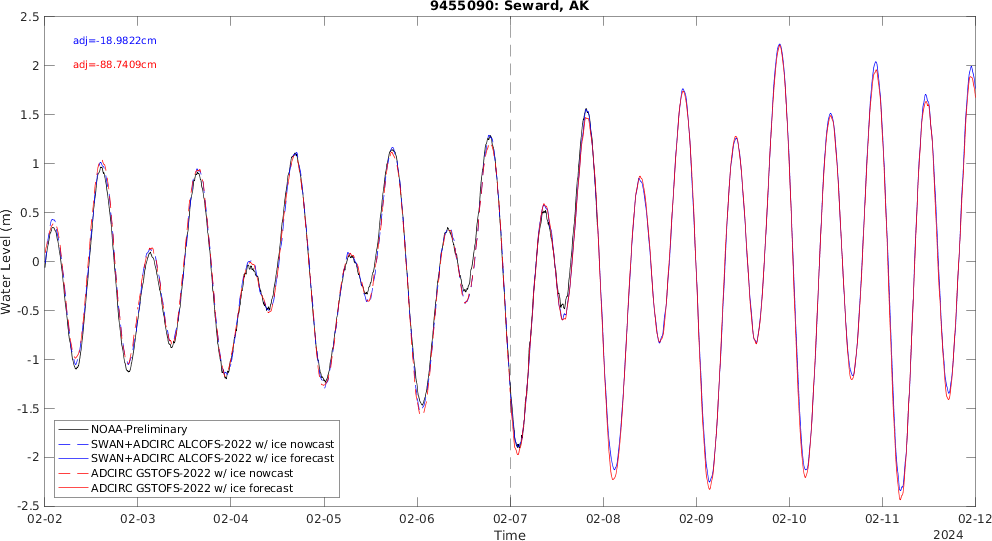 9455090: Seward, AK
adj=-18.9822cm
adj=-88.7409cm
2.5
2
1.5
1
0.5
0
-0.5
-1
-1.5
-2
-2.5
Water Level (m)
NOAA-Preliminary
SWAN+ADCIRC ALCOFS-2022 w/ ice nowcast
SWAN+ADCIRC ALCOFS-2022 w/ ice forecast
ADCIRC GSTOFS-2022 w/ ice nowcast
ADCIRC GSTOFS-2022 w/ ice forecast
02-02 02-03 02-04 02-05 02-06 02-07 02-08 02-09 02-10 02-11 02-12
Time
2024